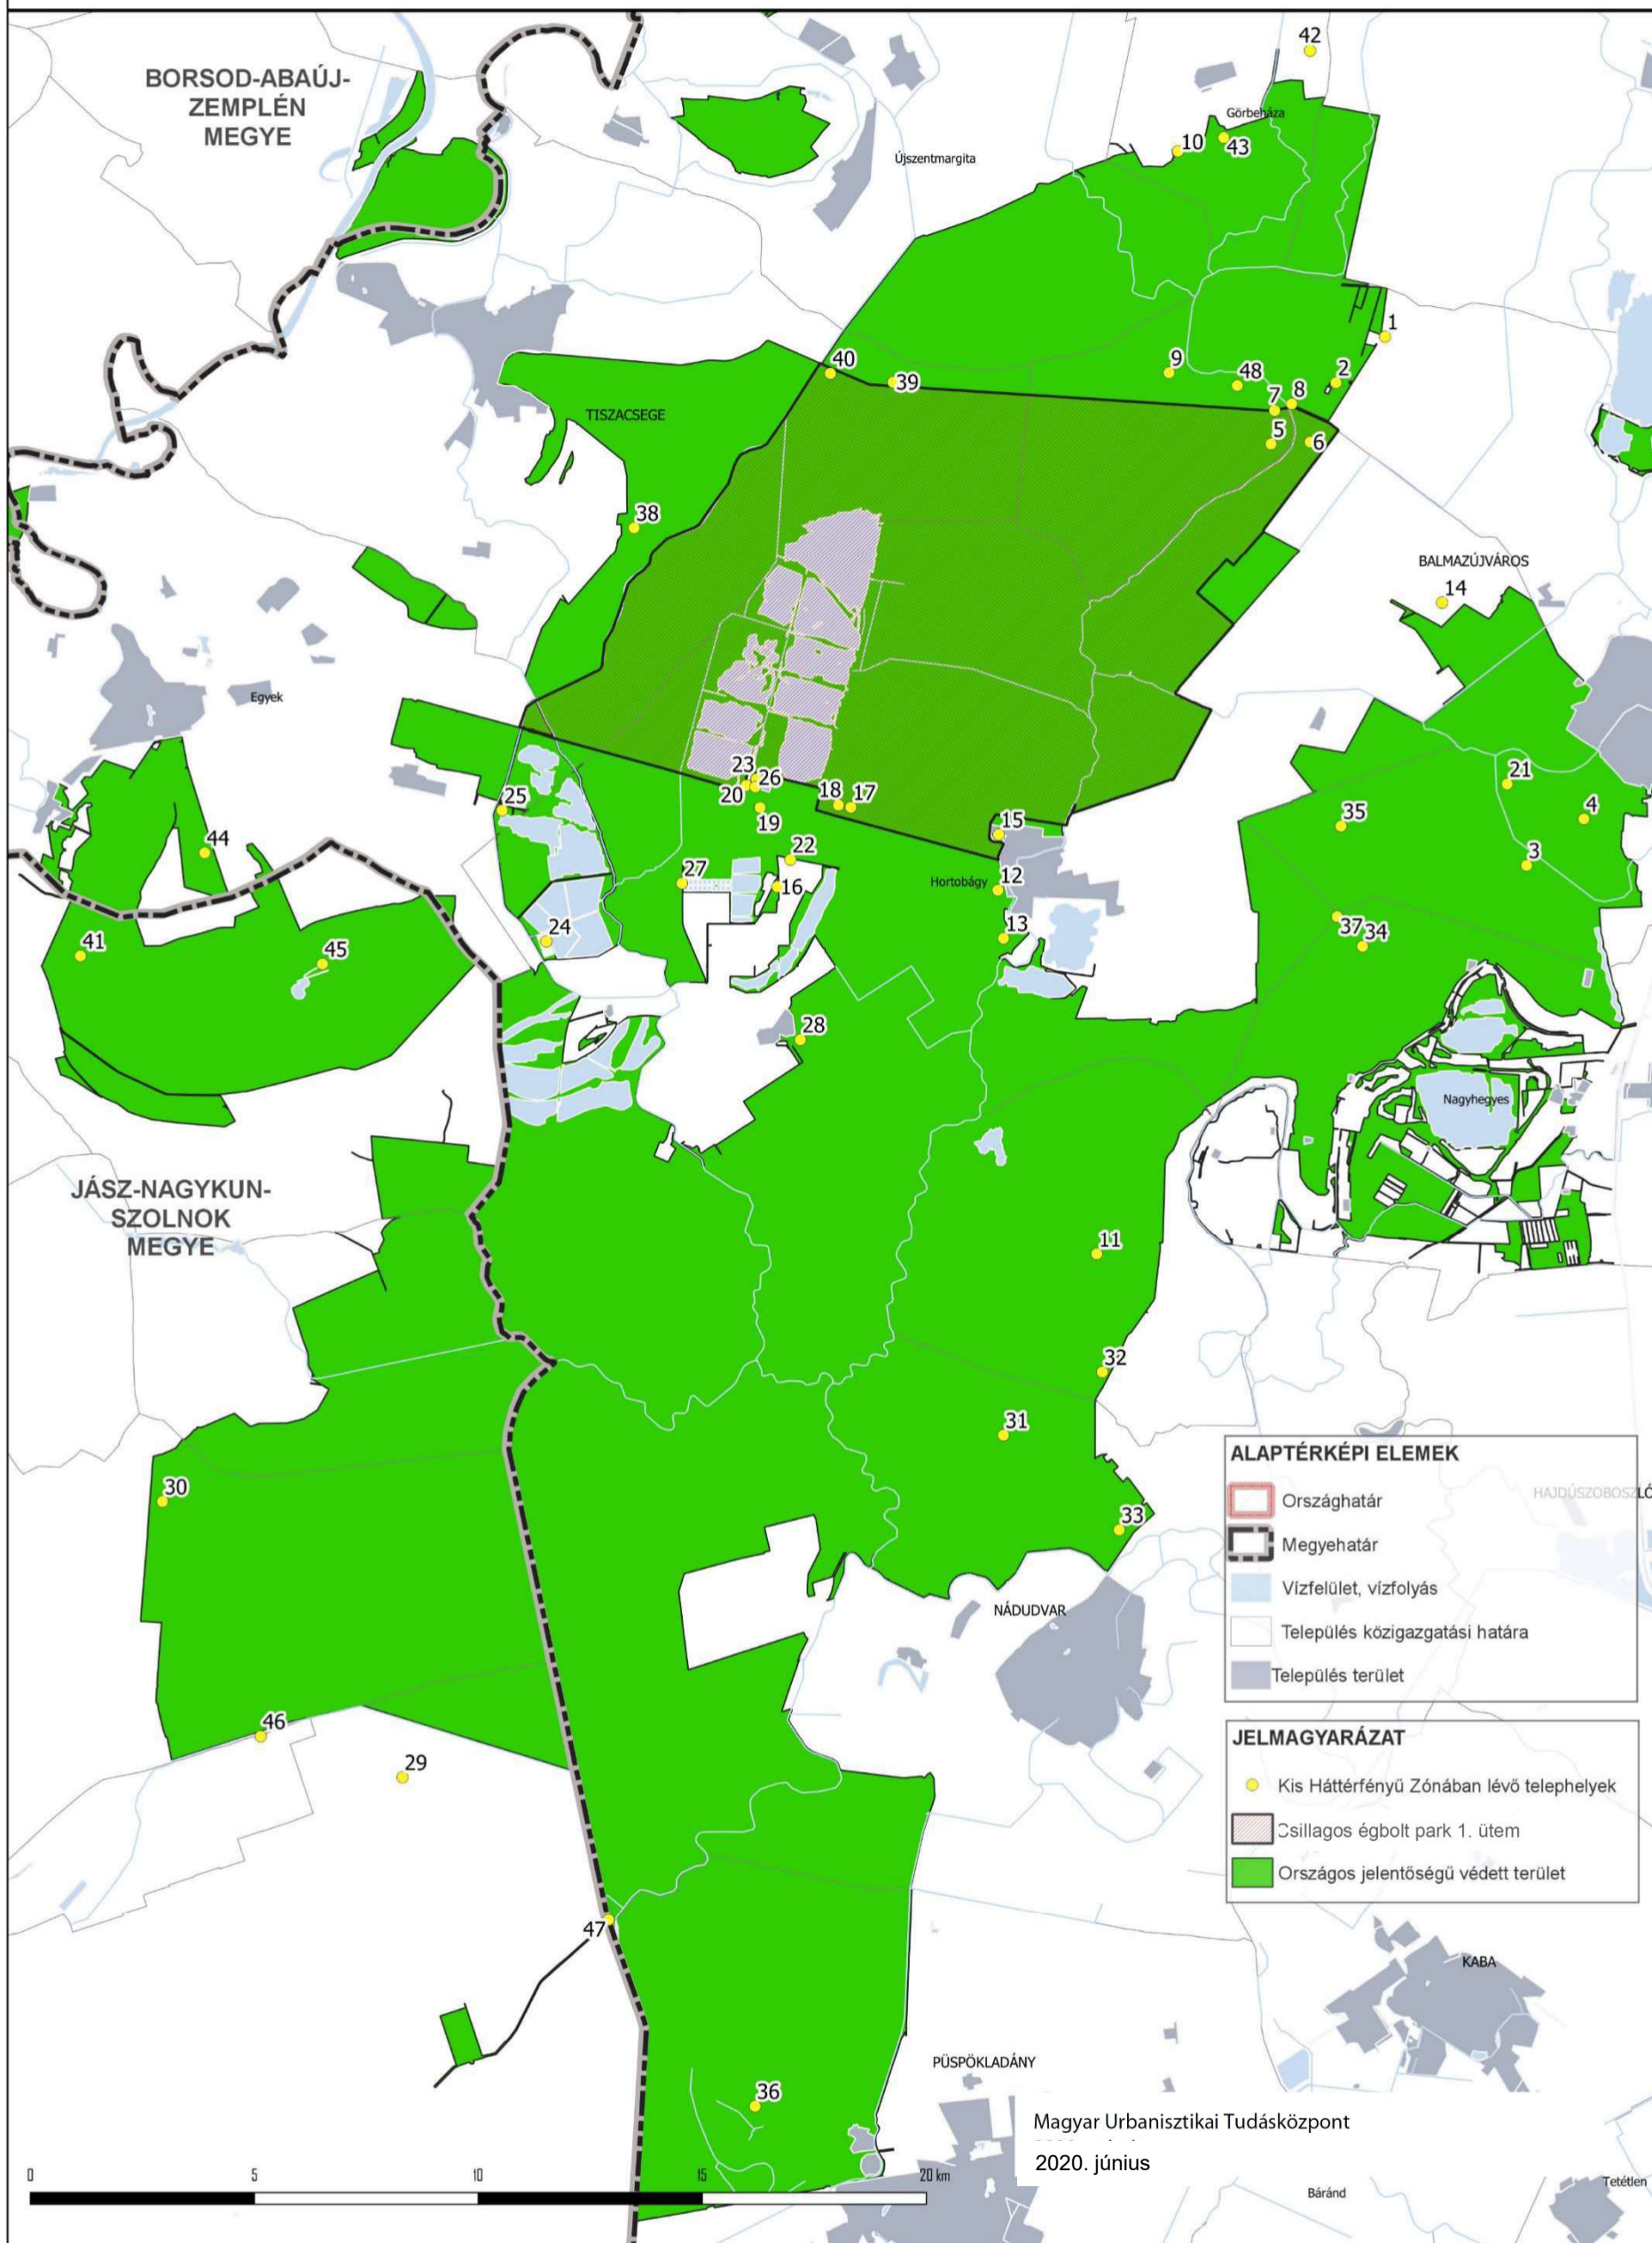 42
BORSOD-ABAÚJ-
ZEMPLÉN
MEGYE
Görbeháza
10
43
Újszentmargita
1
40
39
9
48
2
7
8
TISZACSEGE
5
6
38
BALMAZÚJVÁROS
14
Egyek
23
26
20
25
18
17
19
21
4
35
15
44
22
3
27
16
Hortobágy
12
37
34
13
24
41
45
28
Nagyhegyes
JÁSZ-NAGYKUN-
SZOLNOK
MEGYE
11
32
31
30
33
ALAPTÉRKÉPI ELEMEK
Országhatár
Megyehatár
Vízfelület, vízfolyás
Település közigazgatási határa
Település terület
HAJDÚSZOBOSZLÓ
NÁDUDVAR
46
29
JELMAGYARÁZAT
Kis Háttérfényű Zónában lévő telephelyek
Csillagos égbolt park 1. ütem
Országos jelentőségű védett terület
47
KABA
PÜSPÖKLADÁNY
36
Magyar Urbanisztikai Tudásközpont
2020. június
0 5 10 15 20 km
Báránd
Tetétlen